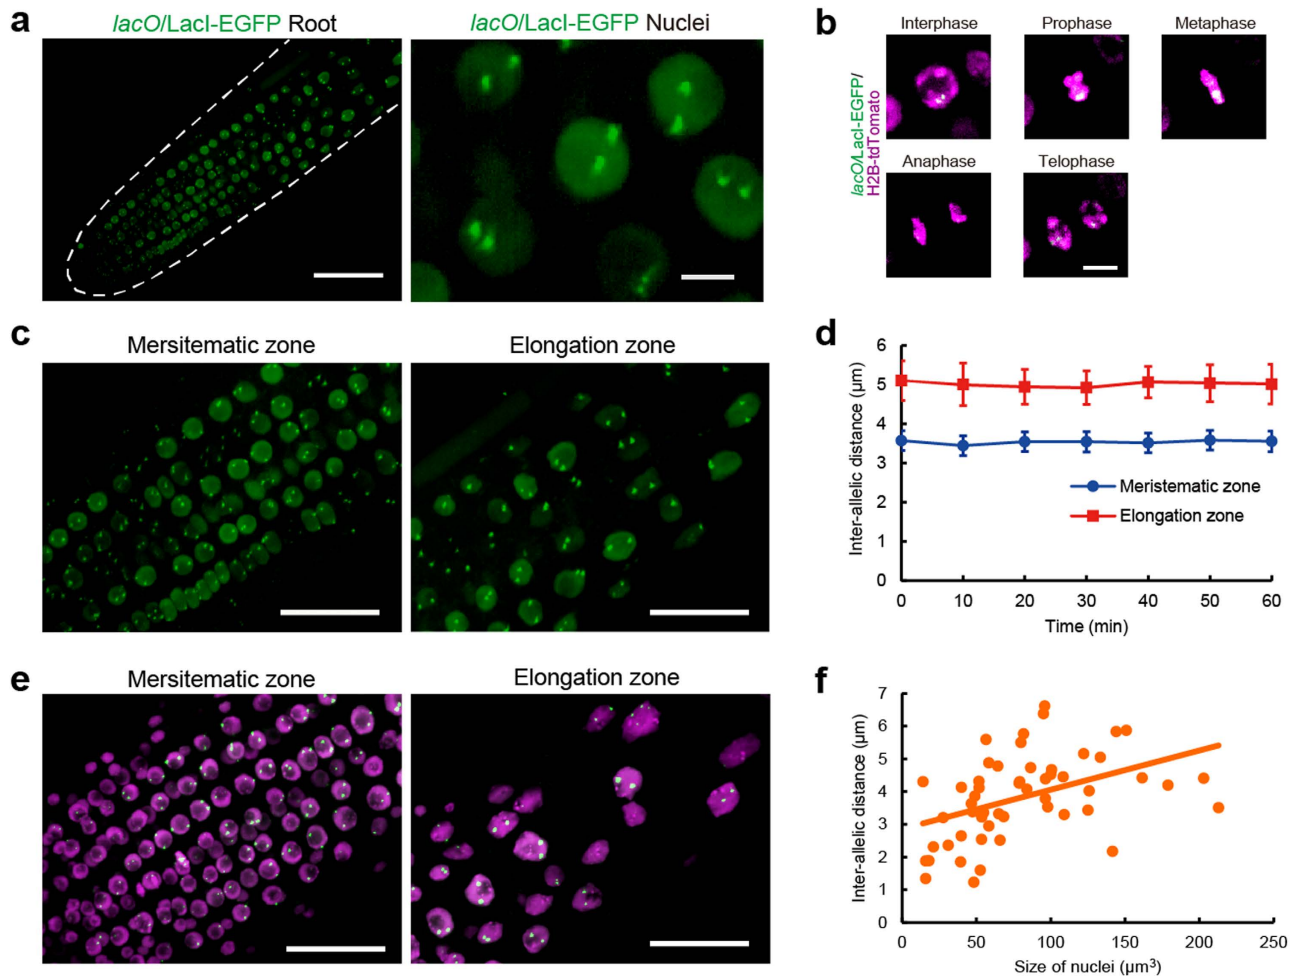 a
lacO/LacI-EGFP Root
lacO/LacI-EGFP Nuclei
b
Interphase
Prophase
Metaphase
lacO/LacI-EGFP/
H2B-tdTomato
Anaphase
Telophase
c
Mersitematic zone
Elongation zone
d
6
5
4
3
2
1
0
Inter-allelic distance (µm)
Meristematic zone
Elongation zone
0 10 20 30 40 50 60
Time (min)
e
Mersitematic zone
Elongation zone
f
7
6
5
4
3
2
1
0
Inter-allelic distance (µm)
0 50 100 150 200 250
Size of nuclei (µm³)